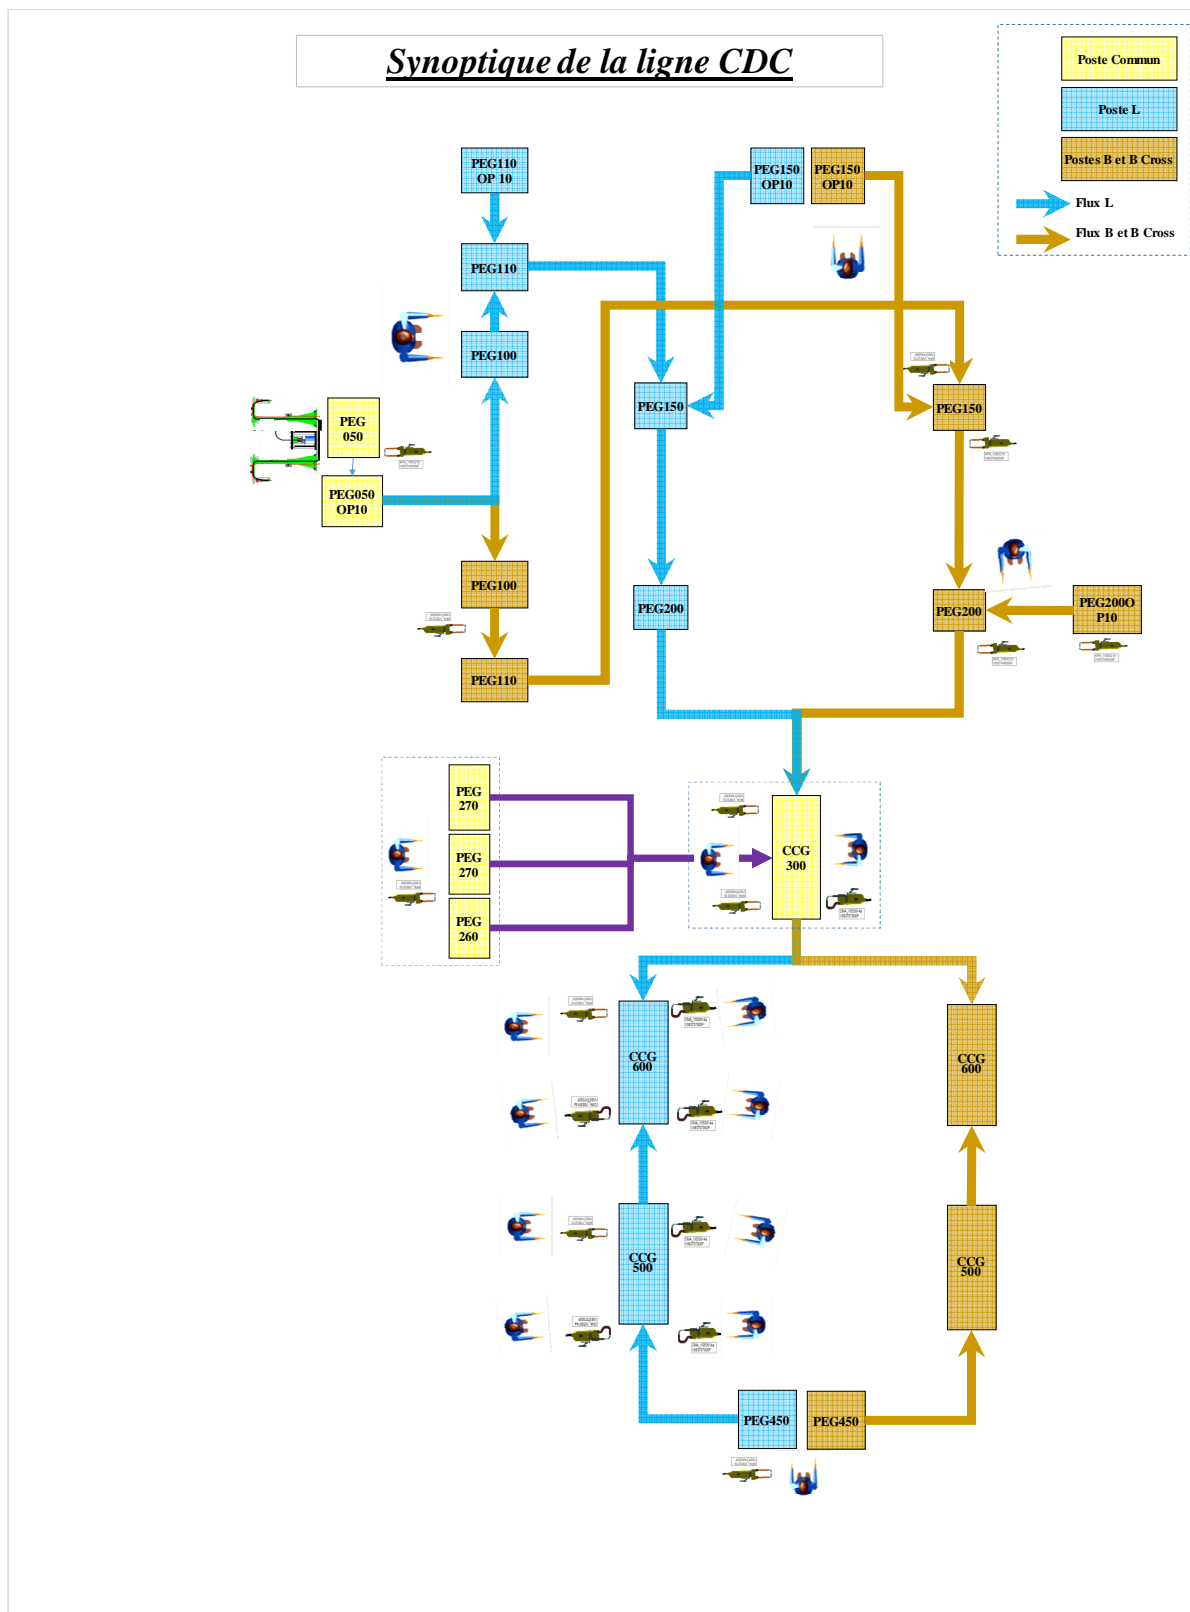 Synoptique de la ligne CDC
Poste Commun
Poste L
Postes B et B Cross
Flux L
Flux B et B Cross
PEG110
OP 10
PEG150
OP10
PEG150
OP10
PEG110
PEG100
PEG150
PEG150
PEG
050
PEG050
OP10
PEG100
PEG200
PEG200
PEG200O
P10
PEG110
PEG
270
PEG
270
PEG
260
CCG
300
CCG
600
CCG
600
CCG
500
CCG
500
PEG450
PEG450